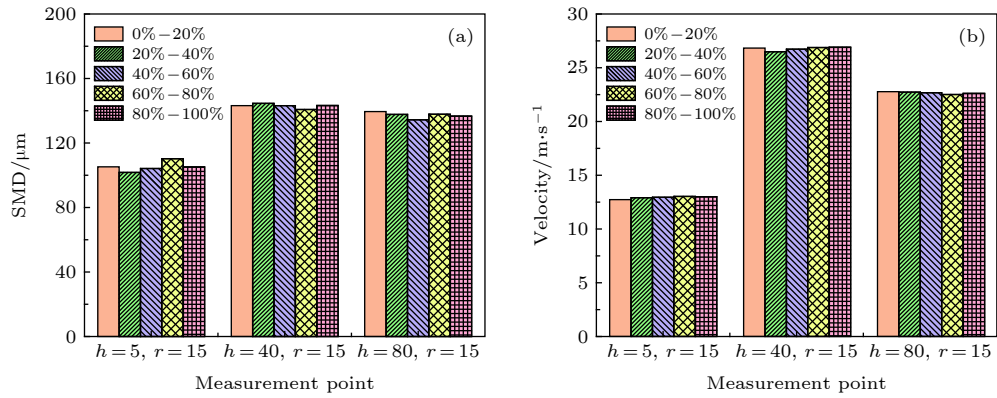 200
160
120
80
40
0
SMD/μm
0%−20%
20%−40%
40%−60%
60%−80%
80%−100%
(a)
h=5, r=15
h=40, r=15
h=80, r=15
Measurement point
30
25
20
15
10
5
0
Velocity/m·s⁻¹
0%−20%
20%−40%
40%−60%
60%−80%
80%−100%
(b)
h=5, r=15
h=40, r=15
h=80, r=15
Measurement point